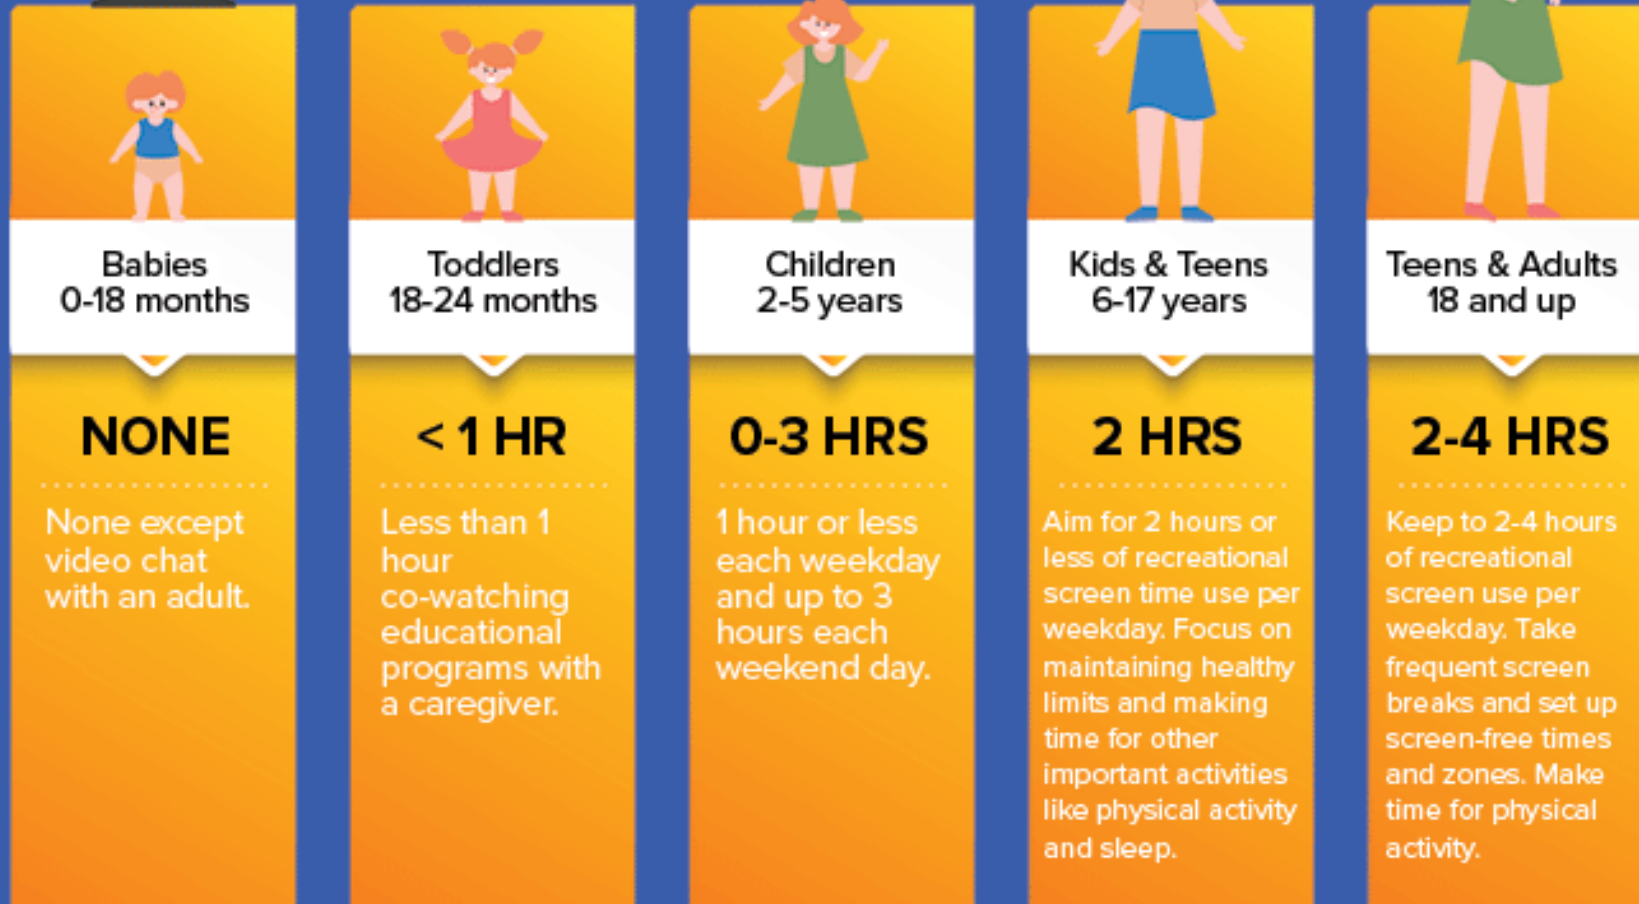 Babies
0-18 months
NONE
None except
video chat
with an adult.
Toddlers
18-24 months
< 1 HR
Less than 1
hour
co-watching
educational
programs with
a caregiver.
Children
2-5 years
0-3 HRS
1 hour or less
each weekday
and up to 3
hours each
weekend day.
Kids & Teens
6-17 years
2 HRS
Aim for 2 hours or
less of recreational
screen time use per
weekday. Focus on
maintaining healthy
limits and making
time for other
important activities
like physical activity
and sleep.
Teens & Adults
18 and up
2-4 HRS
Keep to 2-4 hours
of recreational
screen use per
weekday. Take
frequent screen
breaks and set up
screen-free times
and zones. Make
time for physical
activity.